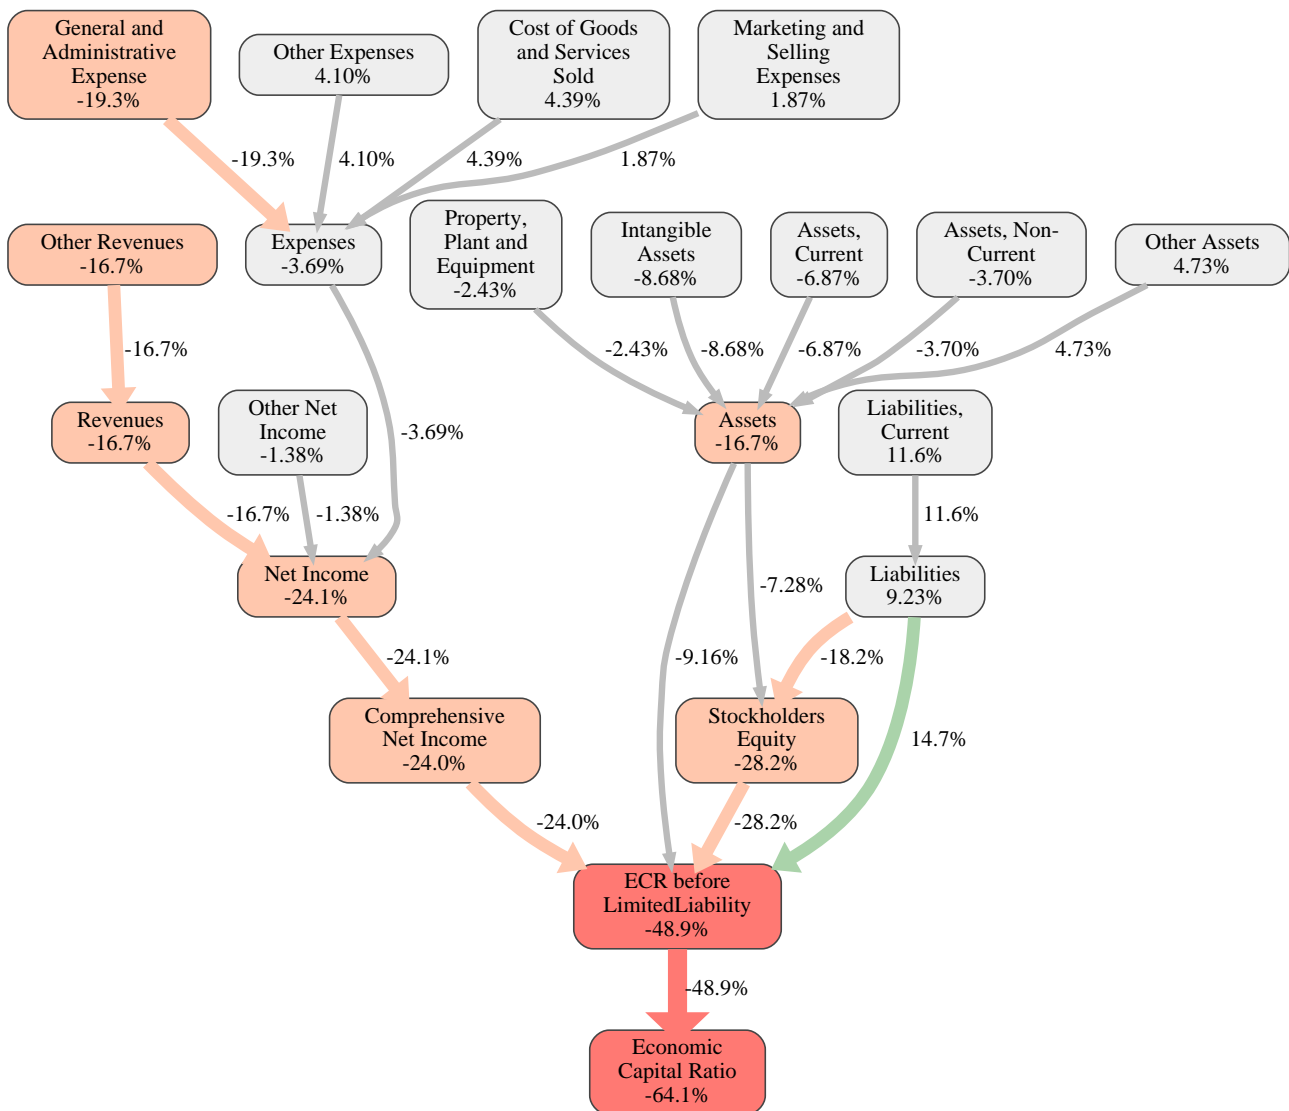 General and
Administrative
Expense
-19.3%
Other Expenses
4.10%
Cost of Goods
and Services
Sold
4.39%
Marketing and
Selling
Expenses
1.87%
-19.3%
4.10%
4.39%
1.87%
Other Revenues
-16.7%
Expenses
-3.69%
Property,
Plant and
Equipment
-2.43%
Intangible
Assets
-8.68%
Assets,
Current
-6.87%
Assets, Non-
Current
-3.70%
Other Assets
4.73%
-16.7%
-2.43%
-8.68%
-6.87%
-3.70%
4.73%
Revenues
-16.7%
Other Net
Income
-1.38%
-3.69%
Assets
-16.7%
Liabilities,
Current
11.6%
-16.7%
-1.38%
11.6%
Net Income
-24.1%
-7.28%
Liabilities
9.23%
-24.1%
-9.16%
-18.2%
Comprehensive
Net Income
-24.0%
Stockholders
Equity
-28.2%
14.7%
-24.0%
-28.2%
ECR before
LimitedLiability
-48.9%
-48.9%
Economic
Capital Ratio
-64.1%